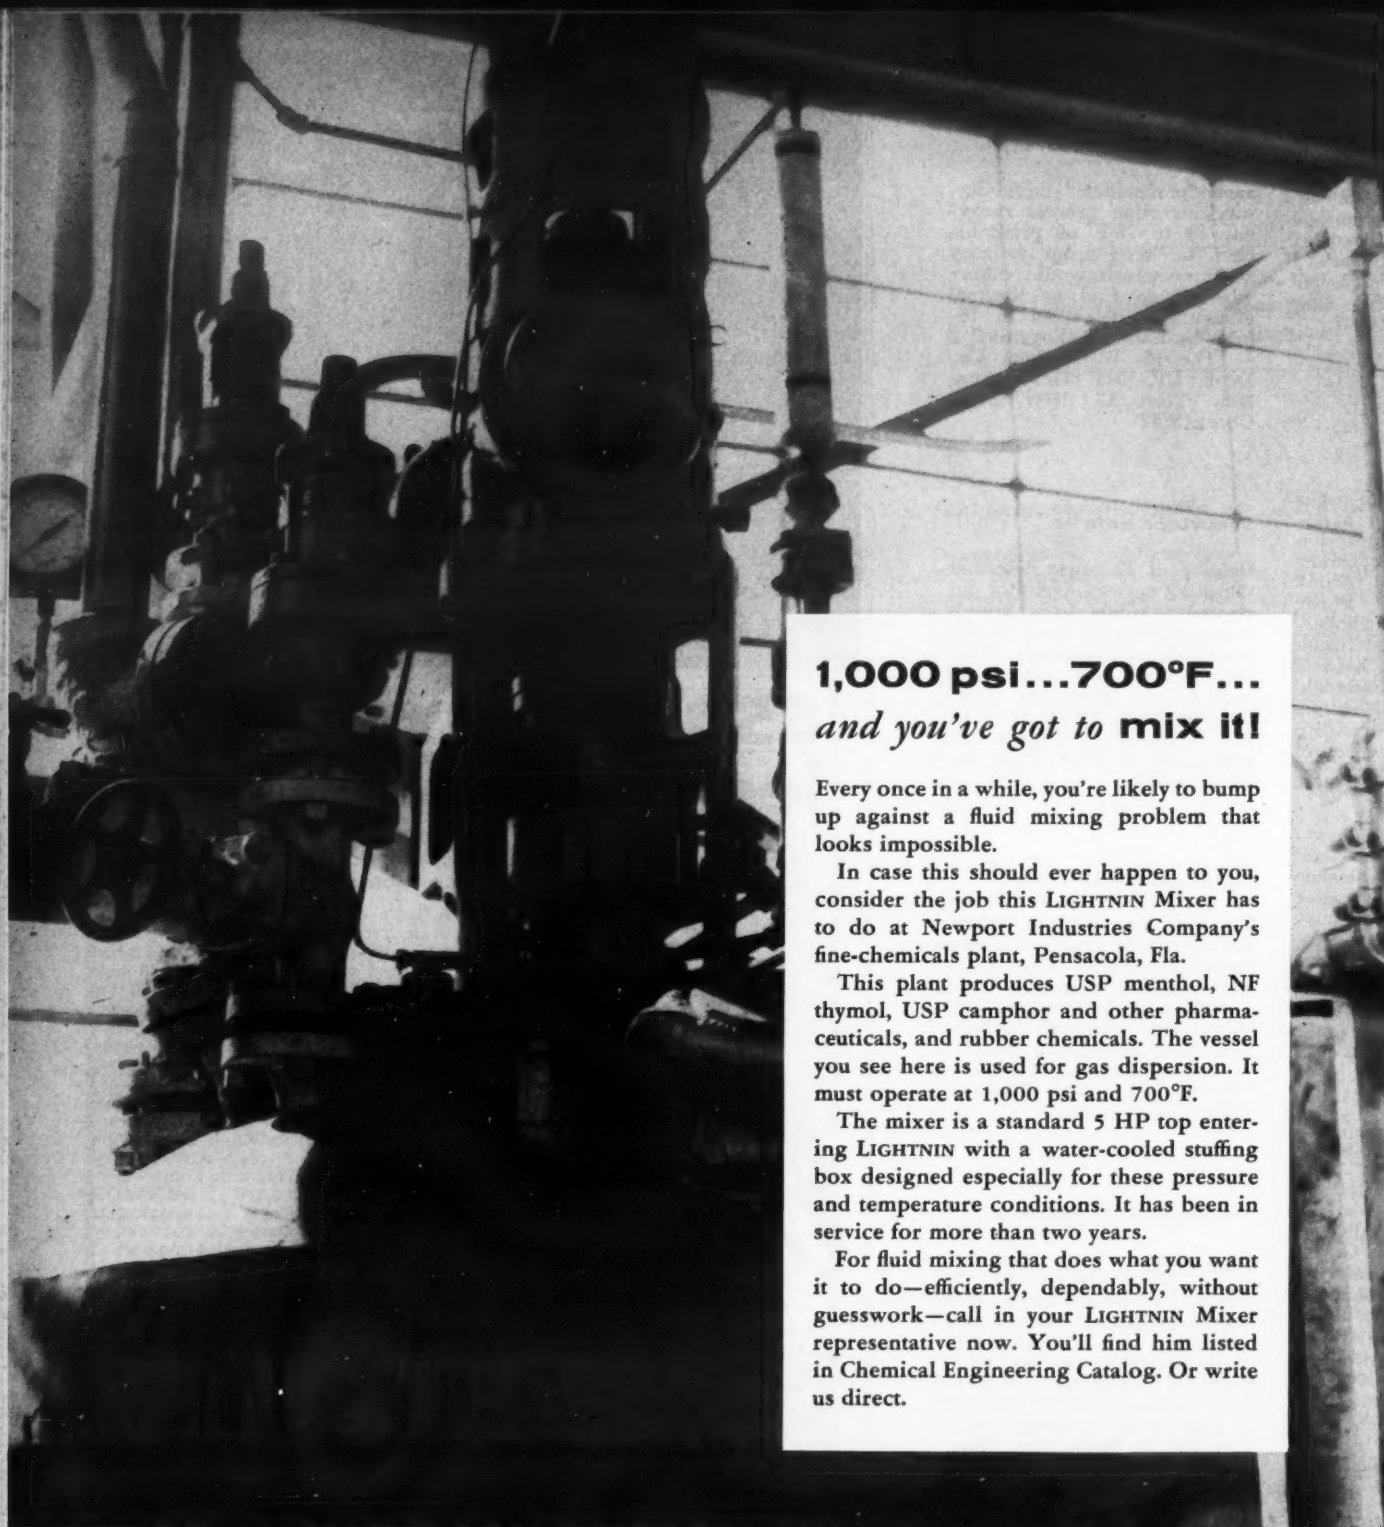 1,000 psi...700°F...
and you've got to mix it!
Every once in a while, you're likely to bump
up against a fluid mixing problem that
looks impossible.
In case this should ever happen to you,
consider the job this LIGHTNIN Mixer has
to do at Newport Industries Company's
fine-chemicals plant, Pensacola, Fla.
This plant produces USP menthol, NF
thymol, USP camphor and other pharma-
ceuticals, and rubber chemicals. The vessel
you see here is used for gas dispersion. It
must operate at 1,000 psi and 700°F.
The mixer is a standard 5 HP top enter-
ing LIGHTNIN with a water-cooled stuffing
box designed especially for these pressure
and temperature conditions. It has been in
service for more than two years.
For fluid mixing that does what you want
it to do—efficiently, dependably, without
guesswork—call in your LIGHTNIN Mixer
representative now. You'll find him listed
in Chemical Engineering Catalog. Or write
us direct.